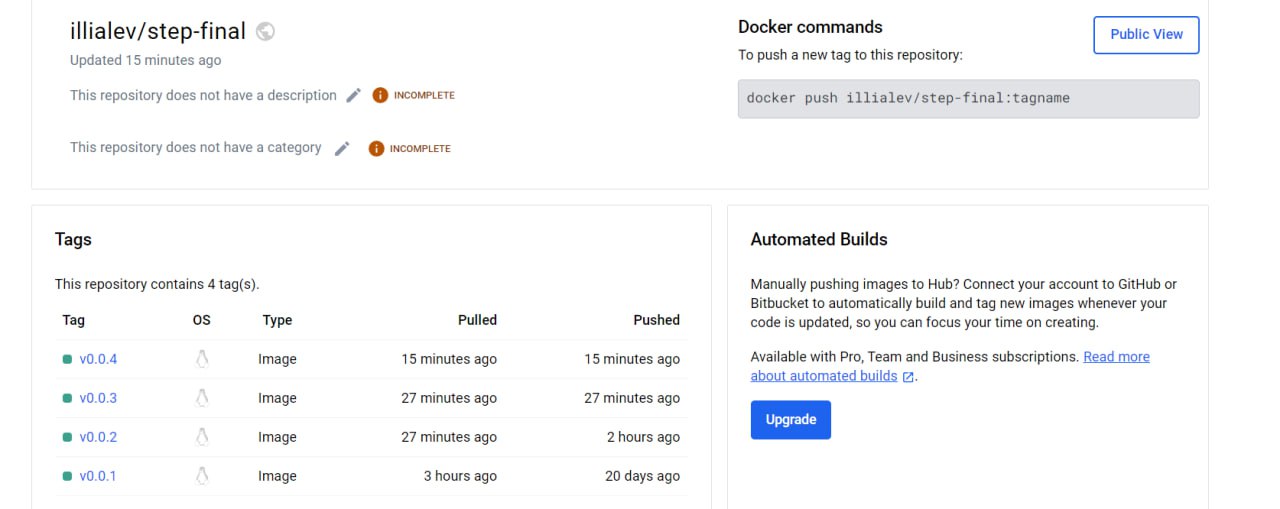 illialev/step-final
Updated 15 minutes ago
This repository does not have a description INCOMPLETE
This repository does not have a category INCOMPLETE
Docker commands
To push a new tag to this repository:
Public View
docker push illialev/step-final:tagname
Tags
This repository contains 4 tag(s).
Tag OS Type Pulled Pushed
v0.0.4 Image 15 minutes ago 15 minutes ago
v0.0.3 Image 27 minutes ago 27 minutes ago
v0.0.2 Image 27 minutes ago 2 hours ago
v0.0.1 Image 3 hours ago 20 days ago
Automated Builds
Manually pushing images to Hub? Connect your account to GitHub or
Bitbucket to automatically build and tag new images whenever your
code is updated, so you can focus your time on creating.
Available with Pro, Team and Business subscriptions. Read more
about automated builds.
Upgrade